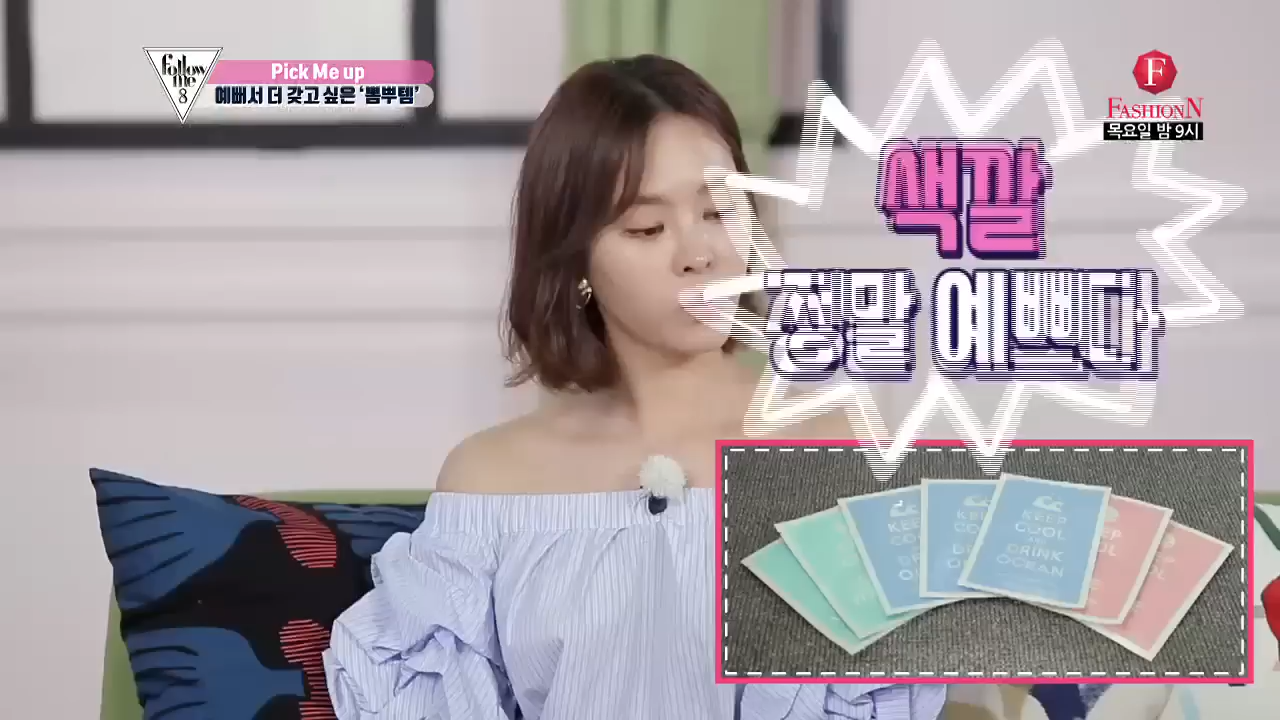 follow
me
8
Pick Me up
예뻐서 더 갖고 싶은 '뽐뿌템'
F
FASHION N
목요일 밤 9시
색깔
정말 예쁘다
KEEP
COOL
AND
DRINK
OCEAN